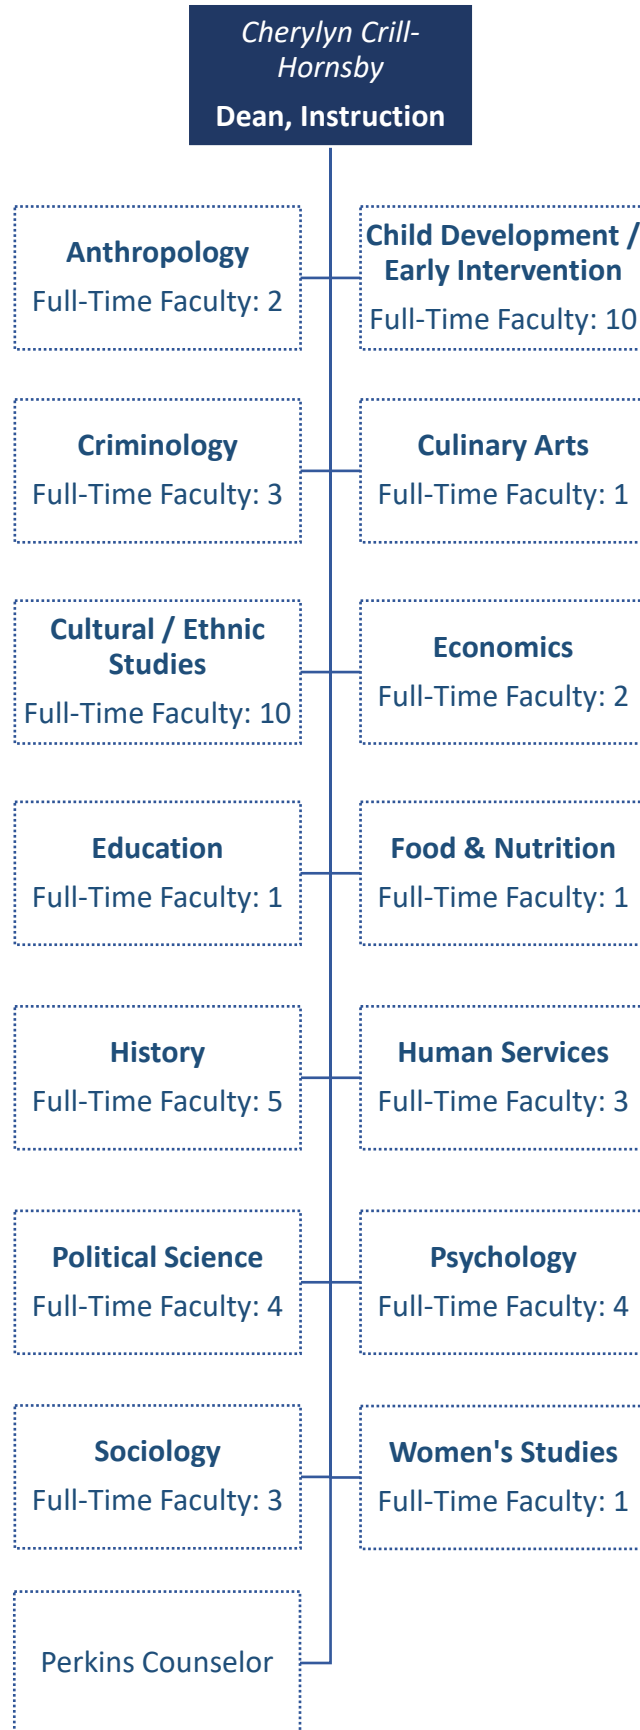 Cherylyn Crill-
Hornsby
Dean, Instruction
Anthropology
Full-Time Faculty: 2
Child Development /
Early Intervention
Full-Time Faculty: 10
Criminology
Full-Time Faculty: 3
Culinary Arts
Full-Time Faculty: 1
Cultural / Ethnic
Studies
Full-Time Faculty: 10
Economics
Full-Time Faculty: 2
Education
Full-Time Faculty: 1
Food & Nutrition
Full-Time Faculty: 1
History
Full-Time Faculty: 5
Human Services
Full-Time Faculty: 3
Political Science
Full-Time Faculty: 4
Psychology
Full-Time Faculty: 4
Sociology
Full-Time Faculty: 3
Women's Studies
Full-Time Faculty: 1
Perkins Counselor